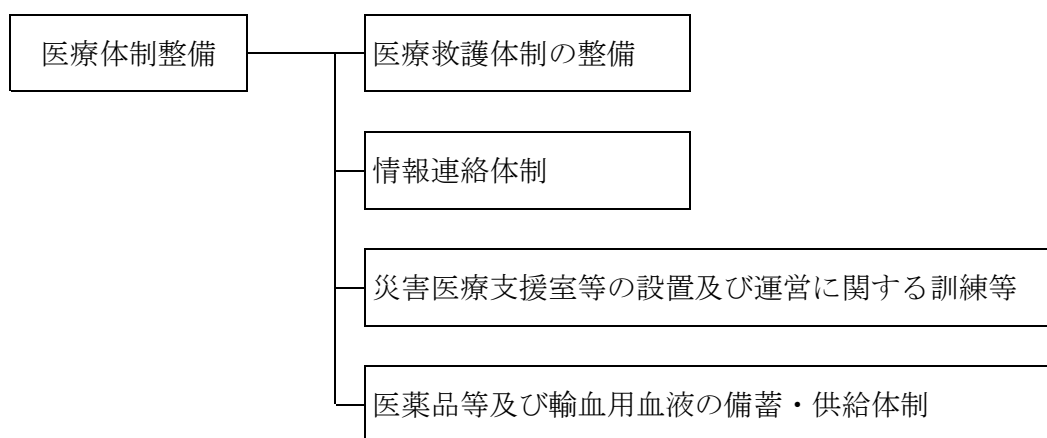 医療体制整備
医療救護体制の整備
情報連絡体制
災害医療支援室等の設置及び運営に関する訓練等
医薬品等及び輸血用血液の備蓄・供給体制